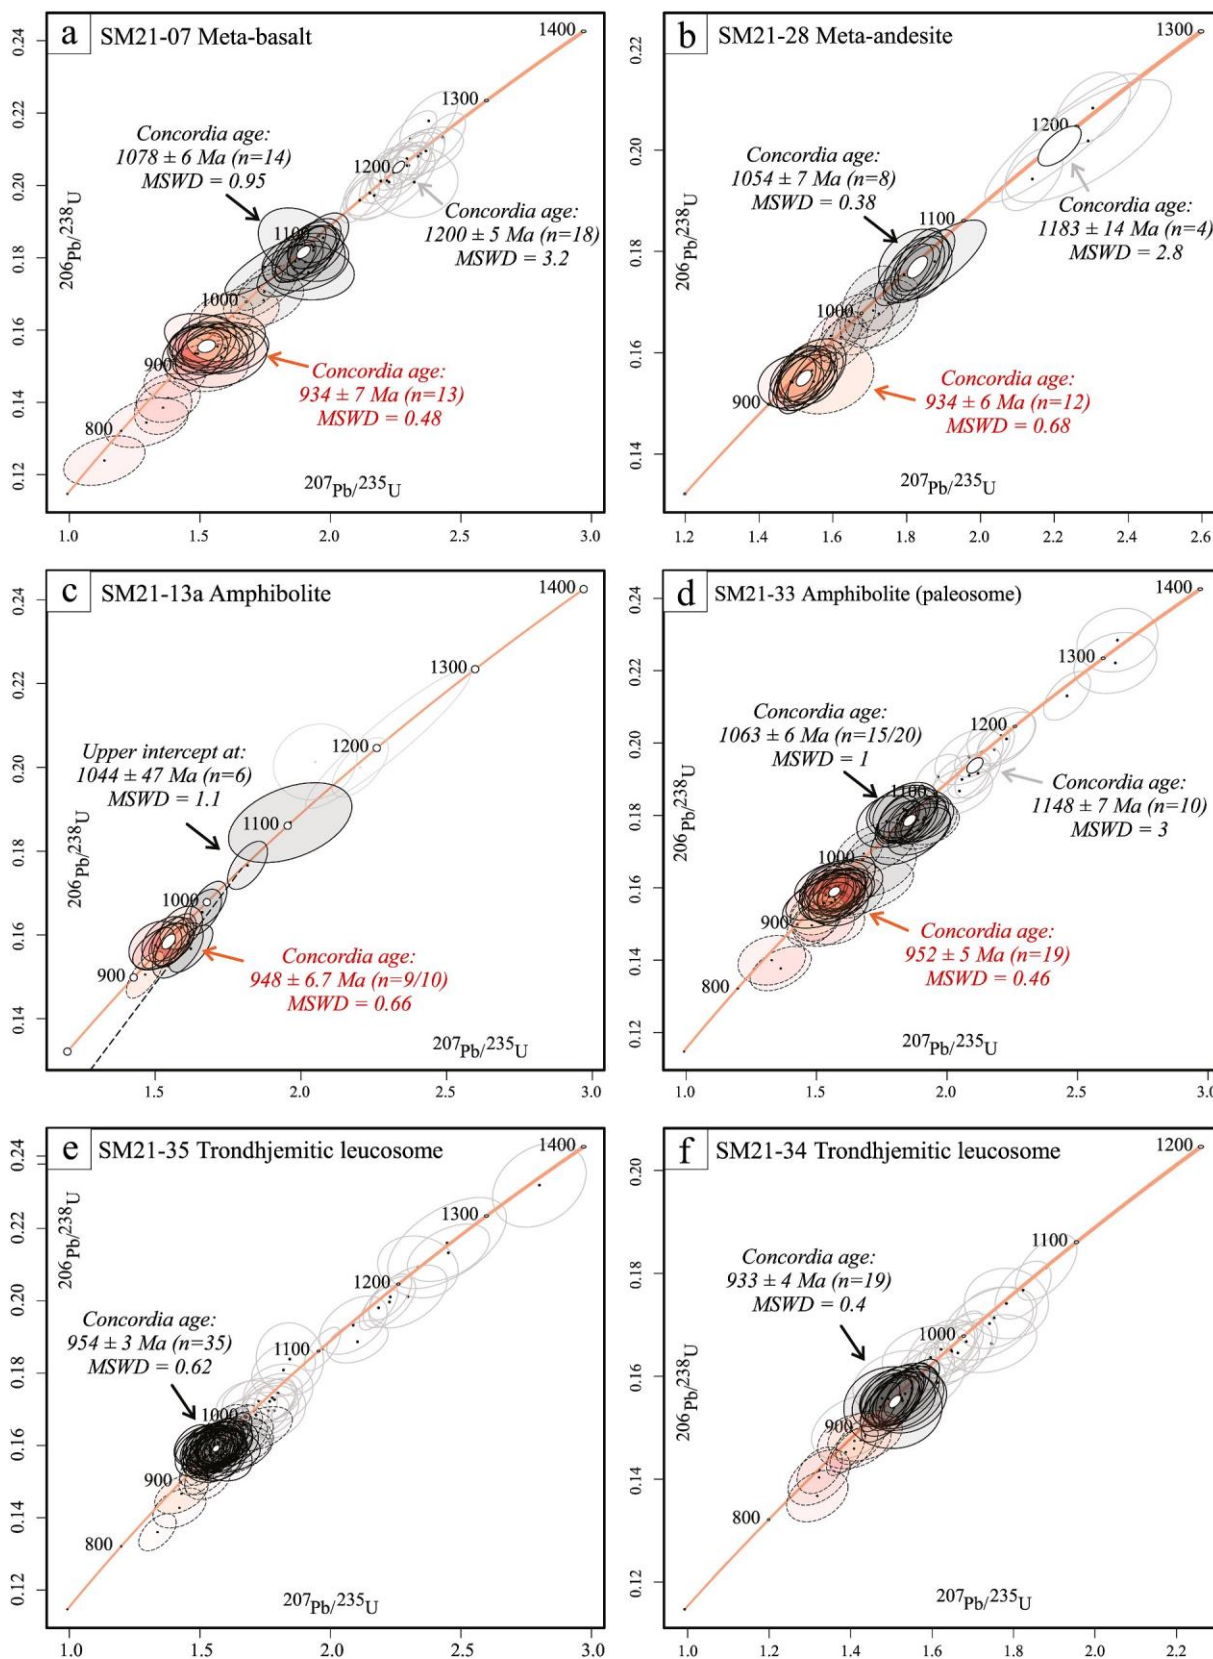 a SM21-07 Meta-basalt
0.24
0.22
0.20
0.18
0.16
0.14
0.12
206Pb/238U
1400
1300
1200
1100
1000
900
800
Concordia age:
1078 ± 6 Ma (n=14)
MSWD = 0.95
Concordia age:
1200 ± 5 Ma (n=18)
MSWD = 3.2
Concordia age:
934 ± 7 Ma (n=13)
MSWD = 0.48
207Pb/235U
1.0 1.5 2.0 2.5 3.0
b SM21-28 Meta-andesite
0.22
0.20
0.18
0.16
0.14
206Pb/238U
1300
1200
1100
1000
900
Concordia age:
1054 ± 7 Ma (n=8)
MSWD = 0.38
Concordia age:
1183 ± 14 Ma (n=4)
MSWD = 2.8
Concordia age:
934 ± 6 Ma (n=12)
MSWD = 0.68
207Pb/235U
1.2 1.4 1.6 1.8 2.0 2.2 2.4 2.6
c SM21-13a Amphibolite
0.24
0.22
0.20
0.18
0.16
0.14
206Pb/238U
1400
1300
1200
1100
1000
900
Upper intercept at:
1044 ± 47 Ma (n=6)
MSWD = 1.1
Concordia age:
948 ± 6.7 Ma (n=9/10)
MSWD = 0.66
207Pb/235U
1.5 2.0 2.5 3.0
d SM21-33 Amphibolite (paleosome)
0.24
0.22
0.20
0.18
0.16
0.14
0.12
206Pb/238U
1400
1300
1200
1100
1000
900
800
Concordia age:
1063 ± 6 Ma (n=15/20)
MSWD = 1
Concordia age:
1148 ± 7 Ma (n=10)
MSWD = 3
Concordia age:
952 ± 5 Ma (n=19)
MSWD = 0.46
207Pb/235U
1.0 1.5 2.0 2.5 3.0
e SM21-35 Trondhjemitic leucosome
0.24
0.22
0.20
0.18
0.16
0.14
0.12
206Pb/238U
1400
1300
1200
1100
1000
900
800
Concordia age:
954 ± 3 Ma (n=35)
MSWD = 0.62
207Pb/235U
1.0 1.5 2.0 2.5 3.0
f SM21-34 Trondhjemitic leucosome
0.20
0.18
0.16
0.14
0.12
206Pb/238U
1200
1100
1000
900
800
Concordia age:
933 ± 4 Ma (n=19)
MSWD = 0.4
207Pb/235U
1.0 1.2 1.4 1.6 1.8 2.0 2.2